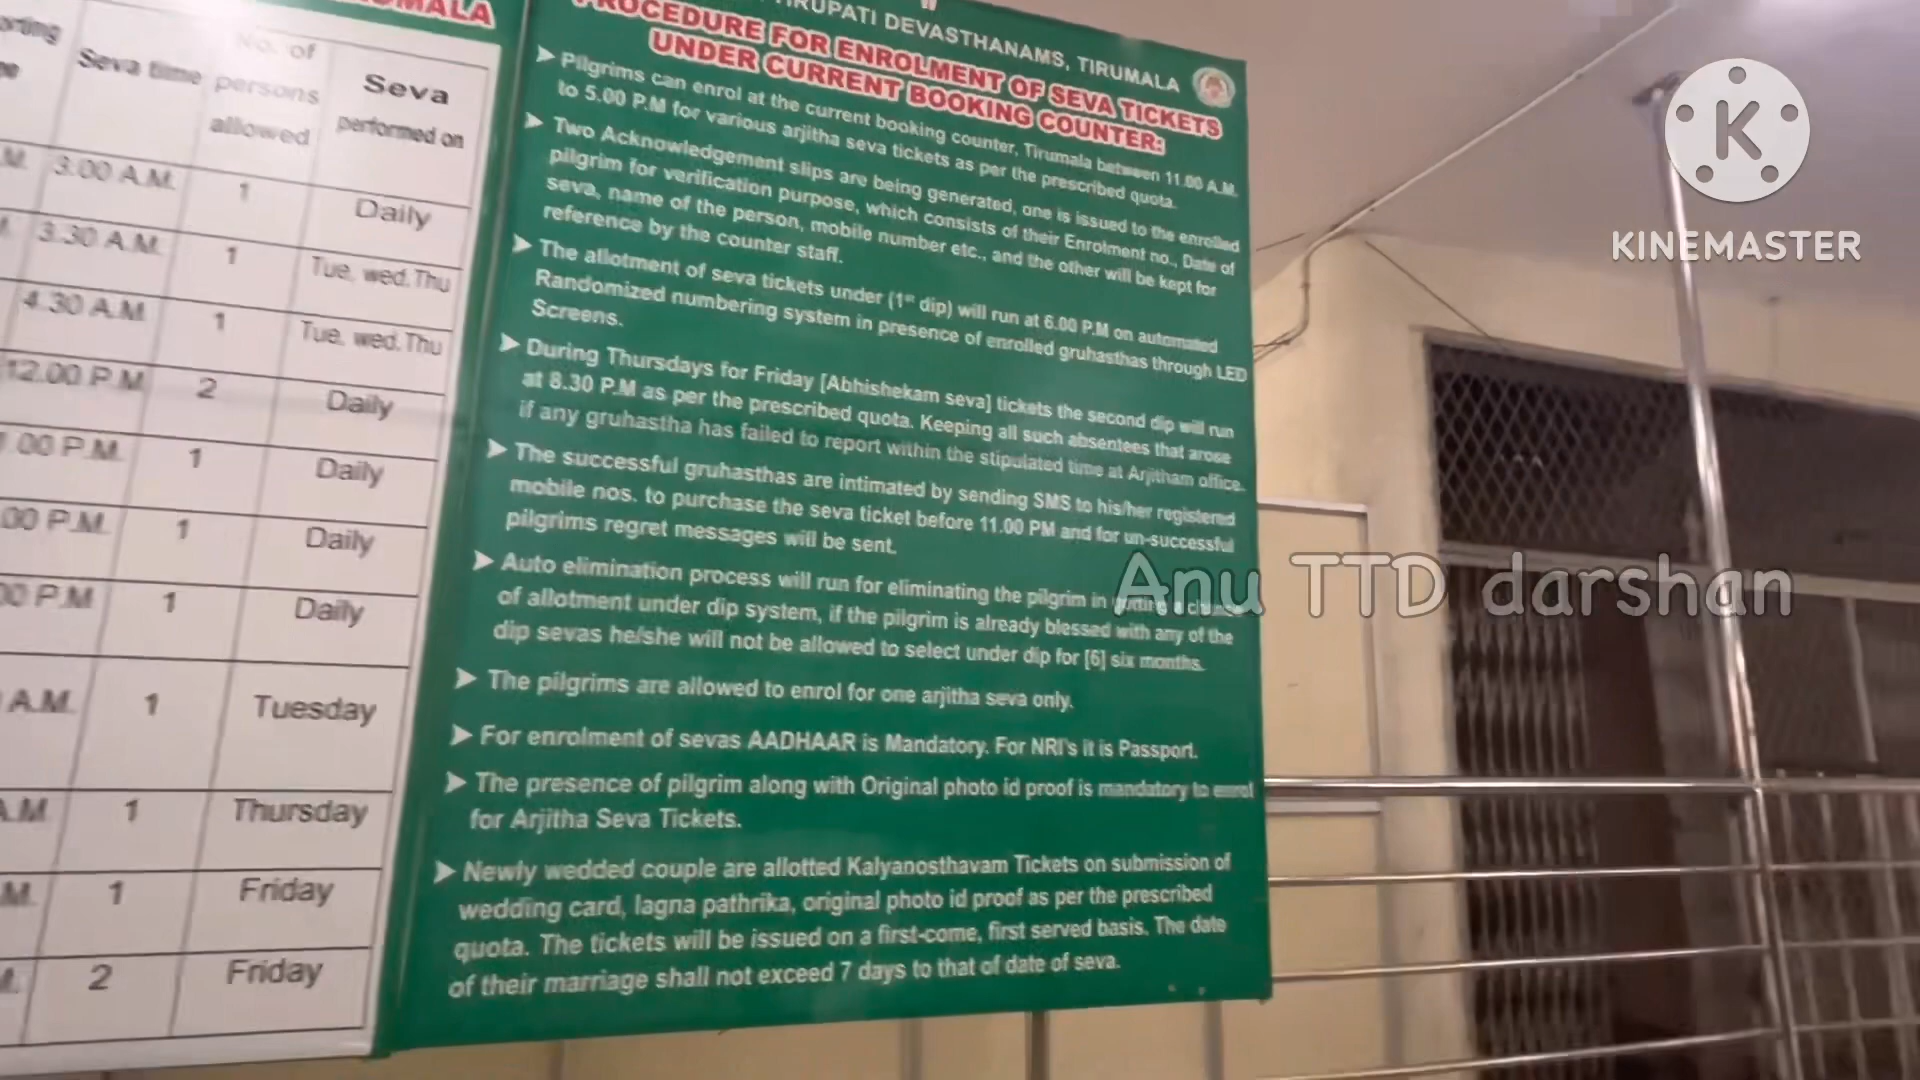 UMALA
Seva time
No. of
persons
allowed
Seva
performed on
3.00 A.M. 1 Daily
3.30 A.M. 1 Tue, wed, Thu
4.30 A.M. 1 Tue, wed, Thu
12.00 P.M 2 Daily
.00 P.M. 1 Daily
00 P.M. 1 Daily
00 P.M 1 Daily
A.M. 1 Tuesday
A.M 1 Thursday
M. 1 Friday
2 Friday
TIRUPATI DEVASTHANAMS, TIRUMALA
PROCEDURE FOR ENROLMENT OF SEVA TICKETS
UNDER CURRENT BOOKING COUNTER:
➤ Pilgrims can enrol at the current booking counter, Tirumala between 11.00 A.M.
to 5.00 P.M for various arjitha seva tickets as per the prescribed quota.
➤ Two Acknowledgement slips are being generated, one is issued to the enrolled
pilgrim for verification purpose, which consists of their Enrolment no., Date of
seva, name of the person, mobile number etc., and the other will be kept for
reference by the counter staff.
➤ The allotment of seva tickets under (1st dip) will run at 6.00 P.M on automated
Randomized numbering system in presence of enrolled gruhasthas through LED
Screens.
➤ During Thursdays for Friday [Abhishekam seva] tickets the second dip will run
at 8.30 P.M as per the prescribed quota. Keeping all such absentees that arose
if any gruhastha has failed to report within the stipulated time at Arjitham office.
➤ The successful gruhasthas are intimated by sending SMS to his/her registered
mobile nos. to purchase the seva ticket before 11.00 PM and for un-successful
pilgrims regret messages will be sent.
➤ Auto elimination process will run for eliminating the pilgrim in
of allotment under dip system, if the pilgrim is already blessed with any of the
dip sevas he/she will not be allowed to select under dip for [6] six months.
➤ The pilgrims are allowed to enrol for one arjitha seva only.
➤ For enrolment of sevas AADHAAR is Mandatory. For NRI's it is Passport.
➤ The presence of pilgrim along with Original photo id proof is mandatory to enrol
for Arjitha Seva Tickets.
➤ Newly wedded couple are allotted Kalyanosthavam Tickets on submission of
wedding card, lagna pathrika, original photo id proof as per the prescribed
quota. The tickets will be issued on a first-come, first served basis. The date
of their marriage shall not exceed 7 days to that of date of seva.
K
KINEMASTER
Anu TTD darshan